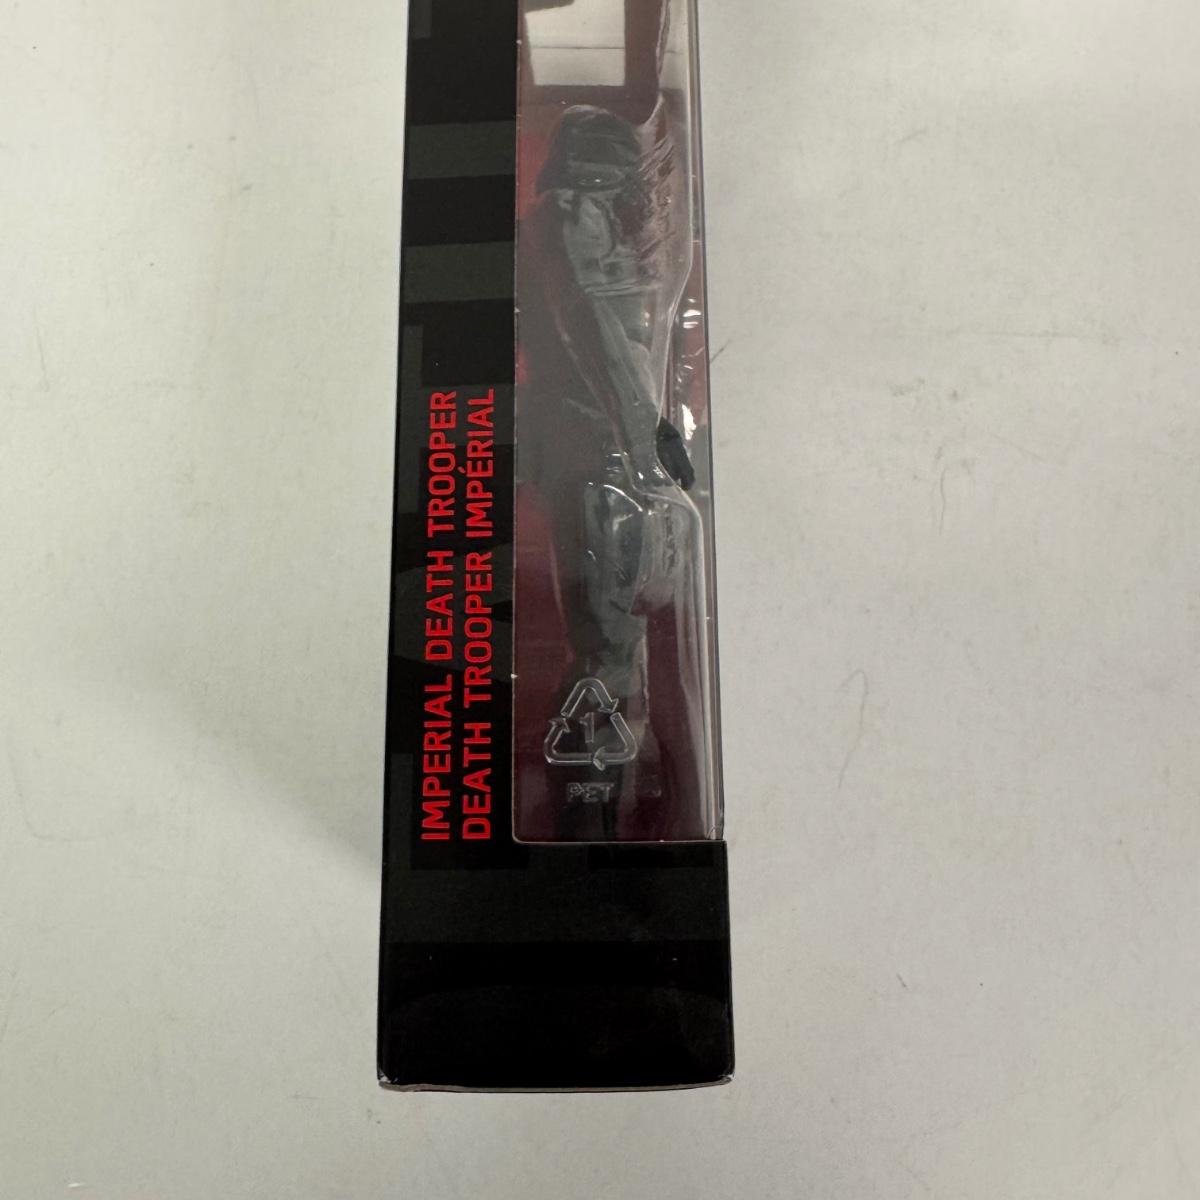 IMPERIAL DEATH TROOPER
DEATH TROOPER IMPÉRIAL
1
PET